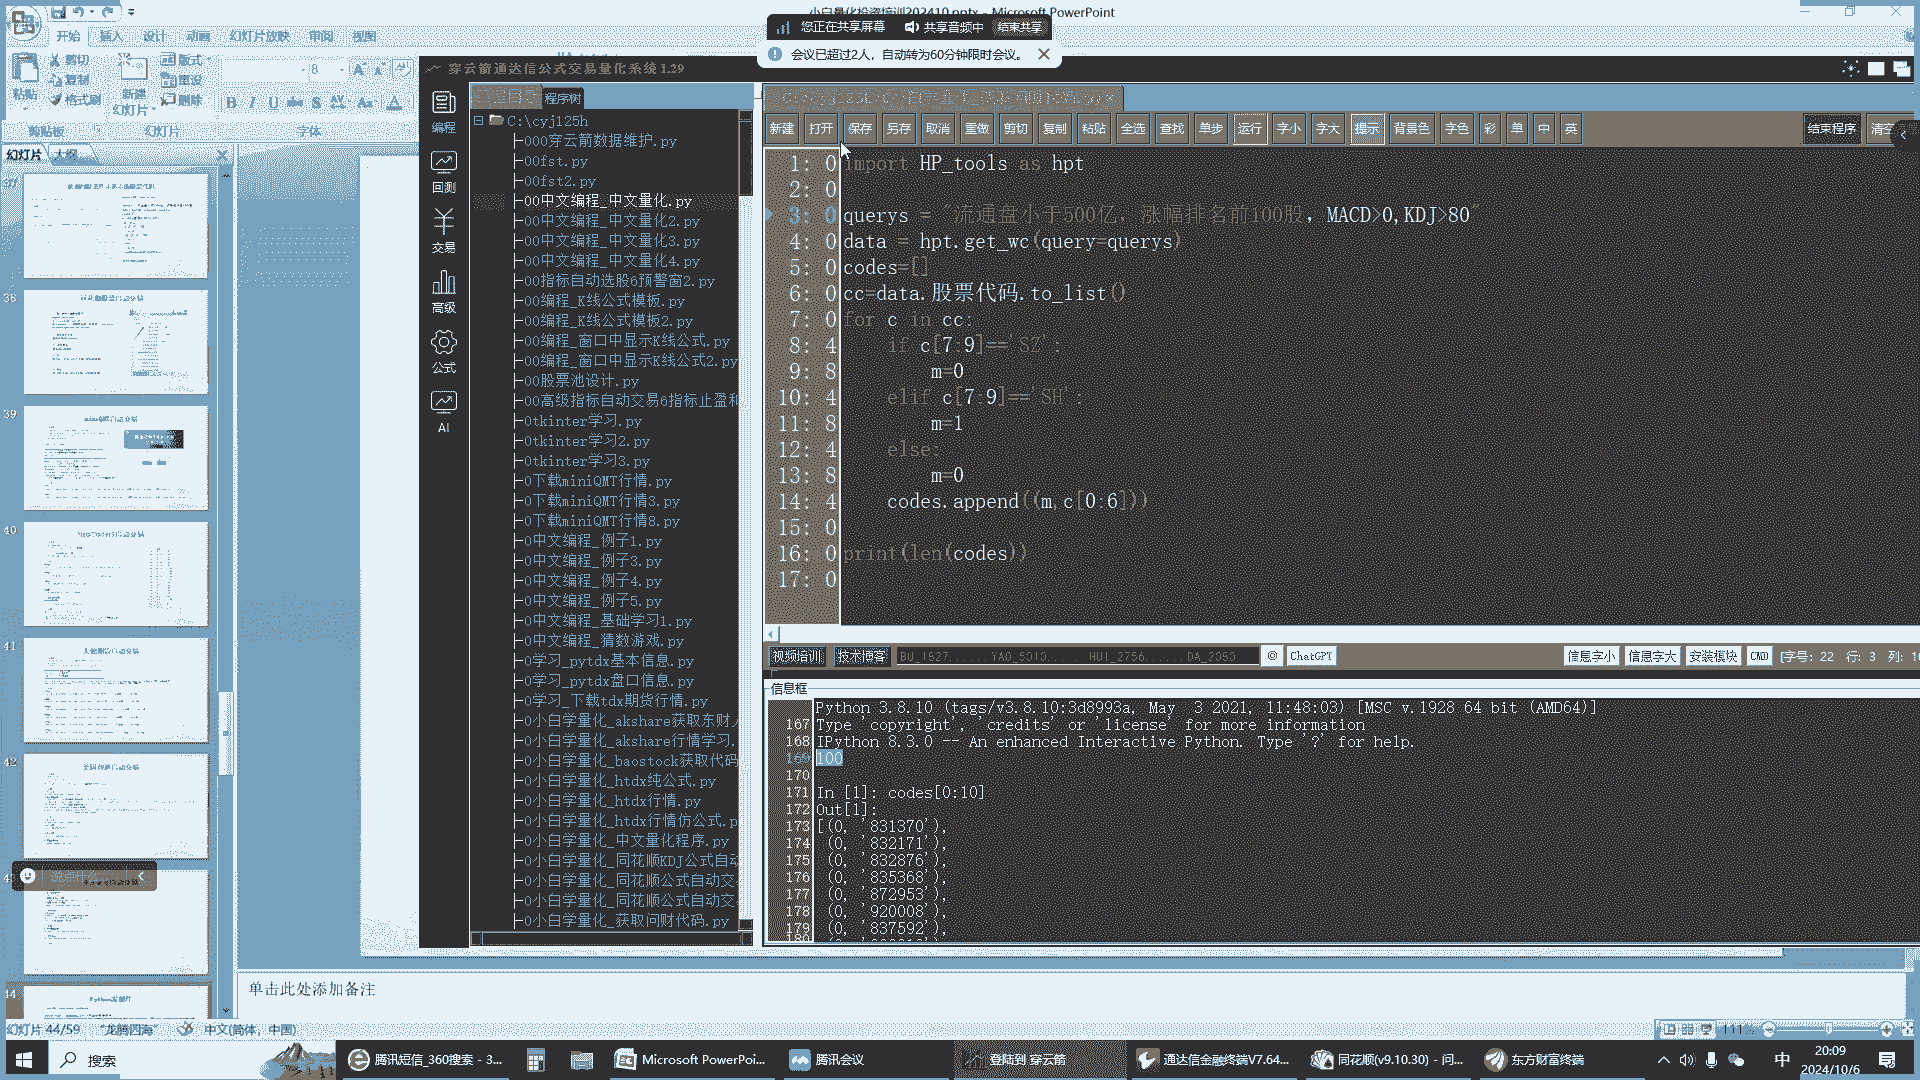 小白量化投资培训202410.pptx - Microsoft PowerPoint
您正在共享屏幕 共享音频中 结束共享
会议已超过2人，自动转为60分钟限时会议。
开始 插入 设计 动画 幻灯片放映 审阅 视图
剪切
复制
格式刷
粘贴
新建
幻灯片
版式
重设
删除
8
剪贴板 幻灯片 字体
幻灯片 大纲
穿云箭通达信公式交易量化系统 1.29
编程
回测
交易
高级
公式
AI
程序树
C:\cyj125h
000穿云箭数据维护.py
00fst.py
00fst2.py
00中文编程_中文量化.py
00中文编程_中文量化2.py
00中文编程_中文量化3.py
00中文编程_中文量化4.py
00指标自动选股6预警窗2.py
00编程_K线公式模板.py
00编程_K线公式模板2.py
00编程_窗口中显示K线公式.py
00编程_窗口中显示K线公式2.py
00股票池设计.py
00高级指标自动交易6指标止盈和
0tkinter学习.py
0tkinter学习2.py
0tkinter学习3.py
0下载miniQMT行情.py
0下载miniQMT行情3.py
0下载miniQMT行情8.py
0中文编程_例子1.py
0中文编程_例子3.py
0中文编程_例子4.py
0中文编程_例子5.py
0中文编程_基础学习1.py
0中文编程_猜数游戏.py
0学习_pytdx基本信息.py
0学习_pytdx盘口信息.py
0学习_下载tdx期货行情.py
0小白学量化_akshare获取东财人
0小白学量化_akshare行情学习.
0小白学量化_baostock获取代码
0小白学量化_htdx纯公式.py
0小白学量化_htdx行情.py
0小白学量化_htdx行情仿公式.p
0小白学量化_中文量化程序.py
0小白学量化_同花顺KDJ公式自动
0小白学量化_同花顺公式自动交
0小白学量化_同花顺公式自动交
0小白学量化_获取问财代码.py
新建 打开 保存 另存 取消 重做 剪切 复制 粘贴 全选 查找 单步 运行 字小 字大 提示 背景色 字色 彩 单 中 英 结束程序 清空
1: 0 import HP_tools as hpt
2: 0
3: 0 querys = "流通盘小于500亿, 涨幅排名前100股, MACD>0,KDJ>80"
4: 0 data = hpt.get_wc(query=querys)
5: 0 codes=[]
6: 0 cc=data.股票代码.to_list()
7: 0 for c in cc:
8: 4 if c[7:9]=='SZ':
9: 8 m=0
10: 4 elif c[7:9]=='SH':
11: 8 m=1
12: 4 else:
13: 8 m=0
14: 4 codes.append((m,c[0:6]))
15: 0
16: 0 print(len(codes))
17: 0
视频培训 技术博客 BU_1827.......YAO_5010.......HUI_2756.......DA_2080 ChatGPT 信息字小 信息字大 安装模块 CMD [字号: 22 行: 3 列: 1
信息框
Python 3.8.10 (tags/v3.8.10:3d8993a, May 3 2021, 11:48:03) [MSC v.1928 64 bit (AMD64)]
167 Type 'copyright', 'credits' or 'license' for more information
168 IPython 8.3.0 -- An enhanced Interactive Python. Type '?' for help.
169 100
170
171 In [1]: codes[0:10]
172 Out[1]:
173 [(0, '831370'),
174 (0, '832171'),
175 (0, '832876'),
176 (0, '835368'),
177 (0, '872953'),
178 (0, '920008'),
179 (0, '837592'),
38
39
40
41
42
44
说点什么...
单击此处添加备注
幻灯片 44/59 "龙腾四海" 中文(简体，中国)
搜索
腾讯短信_360搜索 - 3...
Microsoft PowerPoi...
腾讯会议
登陆到 穿云箭
通达信金融终端V7.64...
同花顺(v9.10.30) - 问...
东方财富终端
中
20:09
2024/10/6